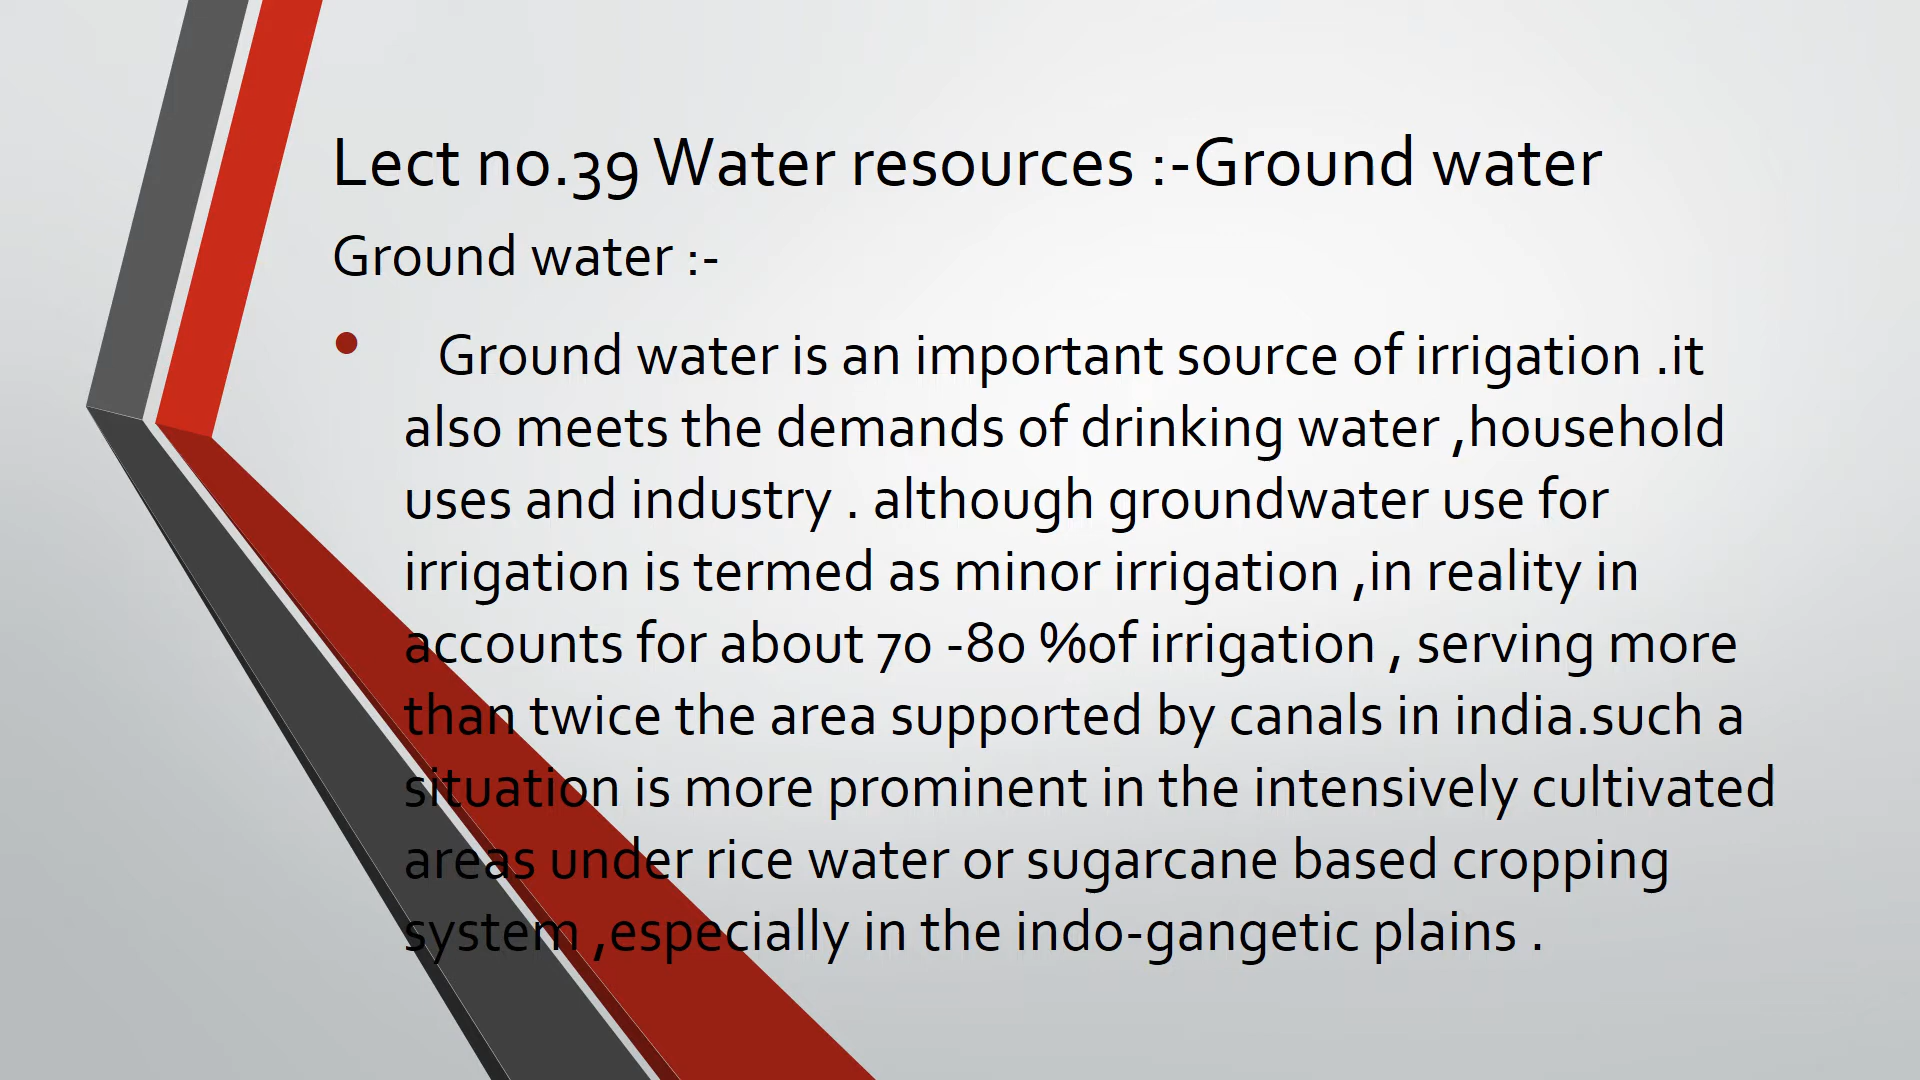 Lect no.39 Water resources :-Ground water
Ground water :-
• Ground water is an important source of irrigation .it
also meets the demands of drinking water ,household
uses and industry . although groundwater use for
irrigation is termed as minor irrigation ,in reality in
accounts for about 70 -80 %of irrigation , serving more
than twice the area supported by canals in india.such a
situation is more prominent in the intensively cultivated
areas under rice water or sugarcane based cropping
system ,especially in the indo-gangetic plains .